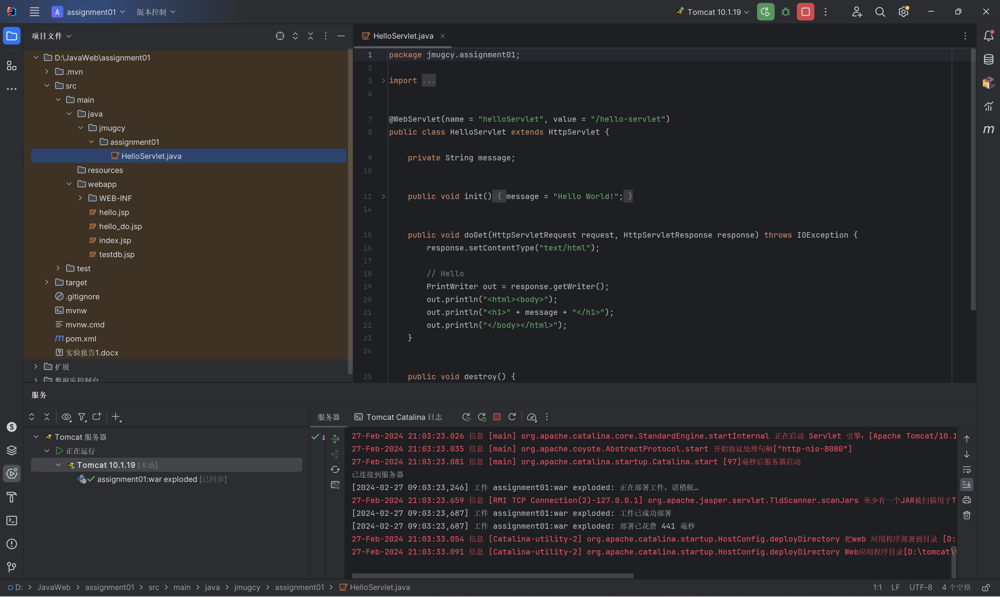 A assignment01 版本控制 Tomcat 10.1.19
项目文件
D:\JavaWeb\assignment01
.mvn
src
main
java
jmugcy
assignment01
HelloServlet.java
resources
webapp
WEB-INF
JSP hello.jsp
JSP hello_do.jsp
JSP index.jsp
JSP testdb.jsp
test
target
.gitignore
mvnw
mvnw.cmd
m pom.xml
实验报告1.docx
扩展
数据库控制台
HelloServlet.java
1 package jmugcy.assignment01;
2
3 import ...
6
7 @WebServlet(name = "helloServlet", value = "/hello-servlet")
8 public class HelloServlet extends HttpServlet {
9 private String message;
10
11 public void init() { message = "Hello World!"; }
14
15 public void doGet(HttpServletRequest request, HttpServletResponse response) throws IOException {
16 response.setContentType("text/html");
17
18 // Hello
19 PrintWriter out = response.getWriter();
20 out.println("<html><body>");
21 out.println("<h1>" + message + "</h1>");
22 out.println("</body></html>");
23 }
24
25 public void destroy() {
m
服务
服务器 Tomcat Catalina 日志
Tomcat 服务器
正在运行
Tomcat 10.1.19 [本地]
assignment01:war exploded [已同步]
a
27-Feb-2024 21:03:23.026 信息 [main] org.apache.catalina.core.StandardEngine.startInternal 正在启动 Servlet 引擎：[Apache Tomcat/10.1
27-Feb-2024 21:03:23.035 信息 [main] org.apache.coyote.AbstractProtocol.start 开始协议处理句柄["http-nio-8080"]
27-Feb-2024 21:03:23.081 信息 [main] org.apache.catalina.startup.Catalina.start [97]毫秒后服务器启动
已连接到服务器
[2024-02-27 09:03:23,246] 工件 assignment01:war exploded: 正在部署工件，请稍候…
27-Feb-2024 21:03:23.659 信息 [RMI TCP Connection(2)-127.0.0.1] org.apache.jasper.servlet.TldScanner.scanJars 至少有一个JAR被扫描用于T
[2024-02-27 09:03:23,687] 工件 assignment01:war exploded: 工件已成功部署
[2024-02-27 09:03:23,687] 工件 assignment01:war exploded: 部署已花费 441 毫秒
27-Feb-2024 21:03:33.054 信息 [Catalina-utility-2] org.apache.catalina.startup.HostConfig.deployDirectory 把web 应用程序部署到目录 [D:
27-Feb-2024 21:03:33.091 信息 [Catalina-utility-2] org.apache.catalina.startup.HostConfig.deployDirectory Web应用程序目录[D:\tomcat\
D: > JavaWeb > assignment01 > src > main > java > jmugcy > assignment01 > HelloServlet.java 1:1 LF UTF-8 4 个空格